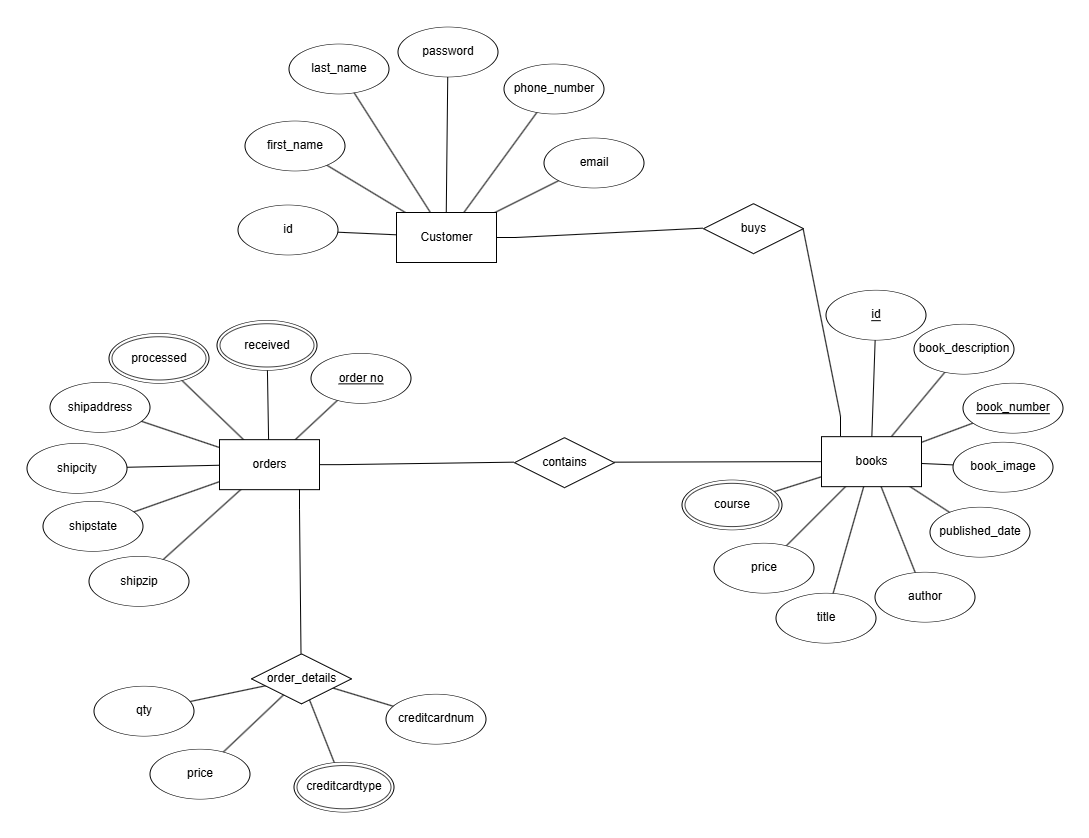 password
last_name
phone_number
first_name
email
id
Customer
buys
id
processed
received
order no
book_description
shipaddress
book_number
shipcity
orders
contains
books
book_image
course
shipstate
published_date
shipzip
price
author
title
order_details
qty
creditcardnum
price
creditcardtype